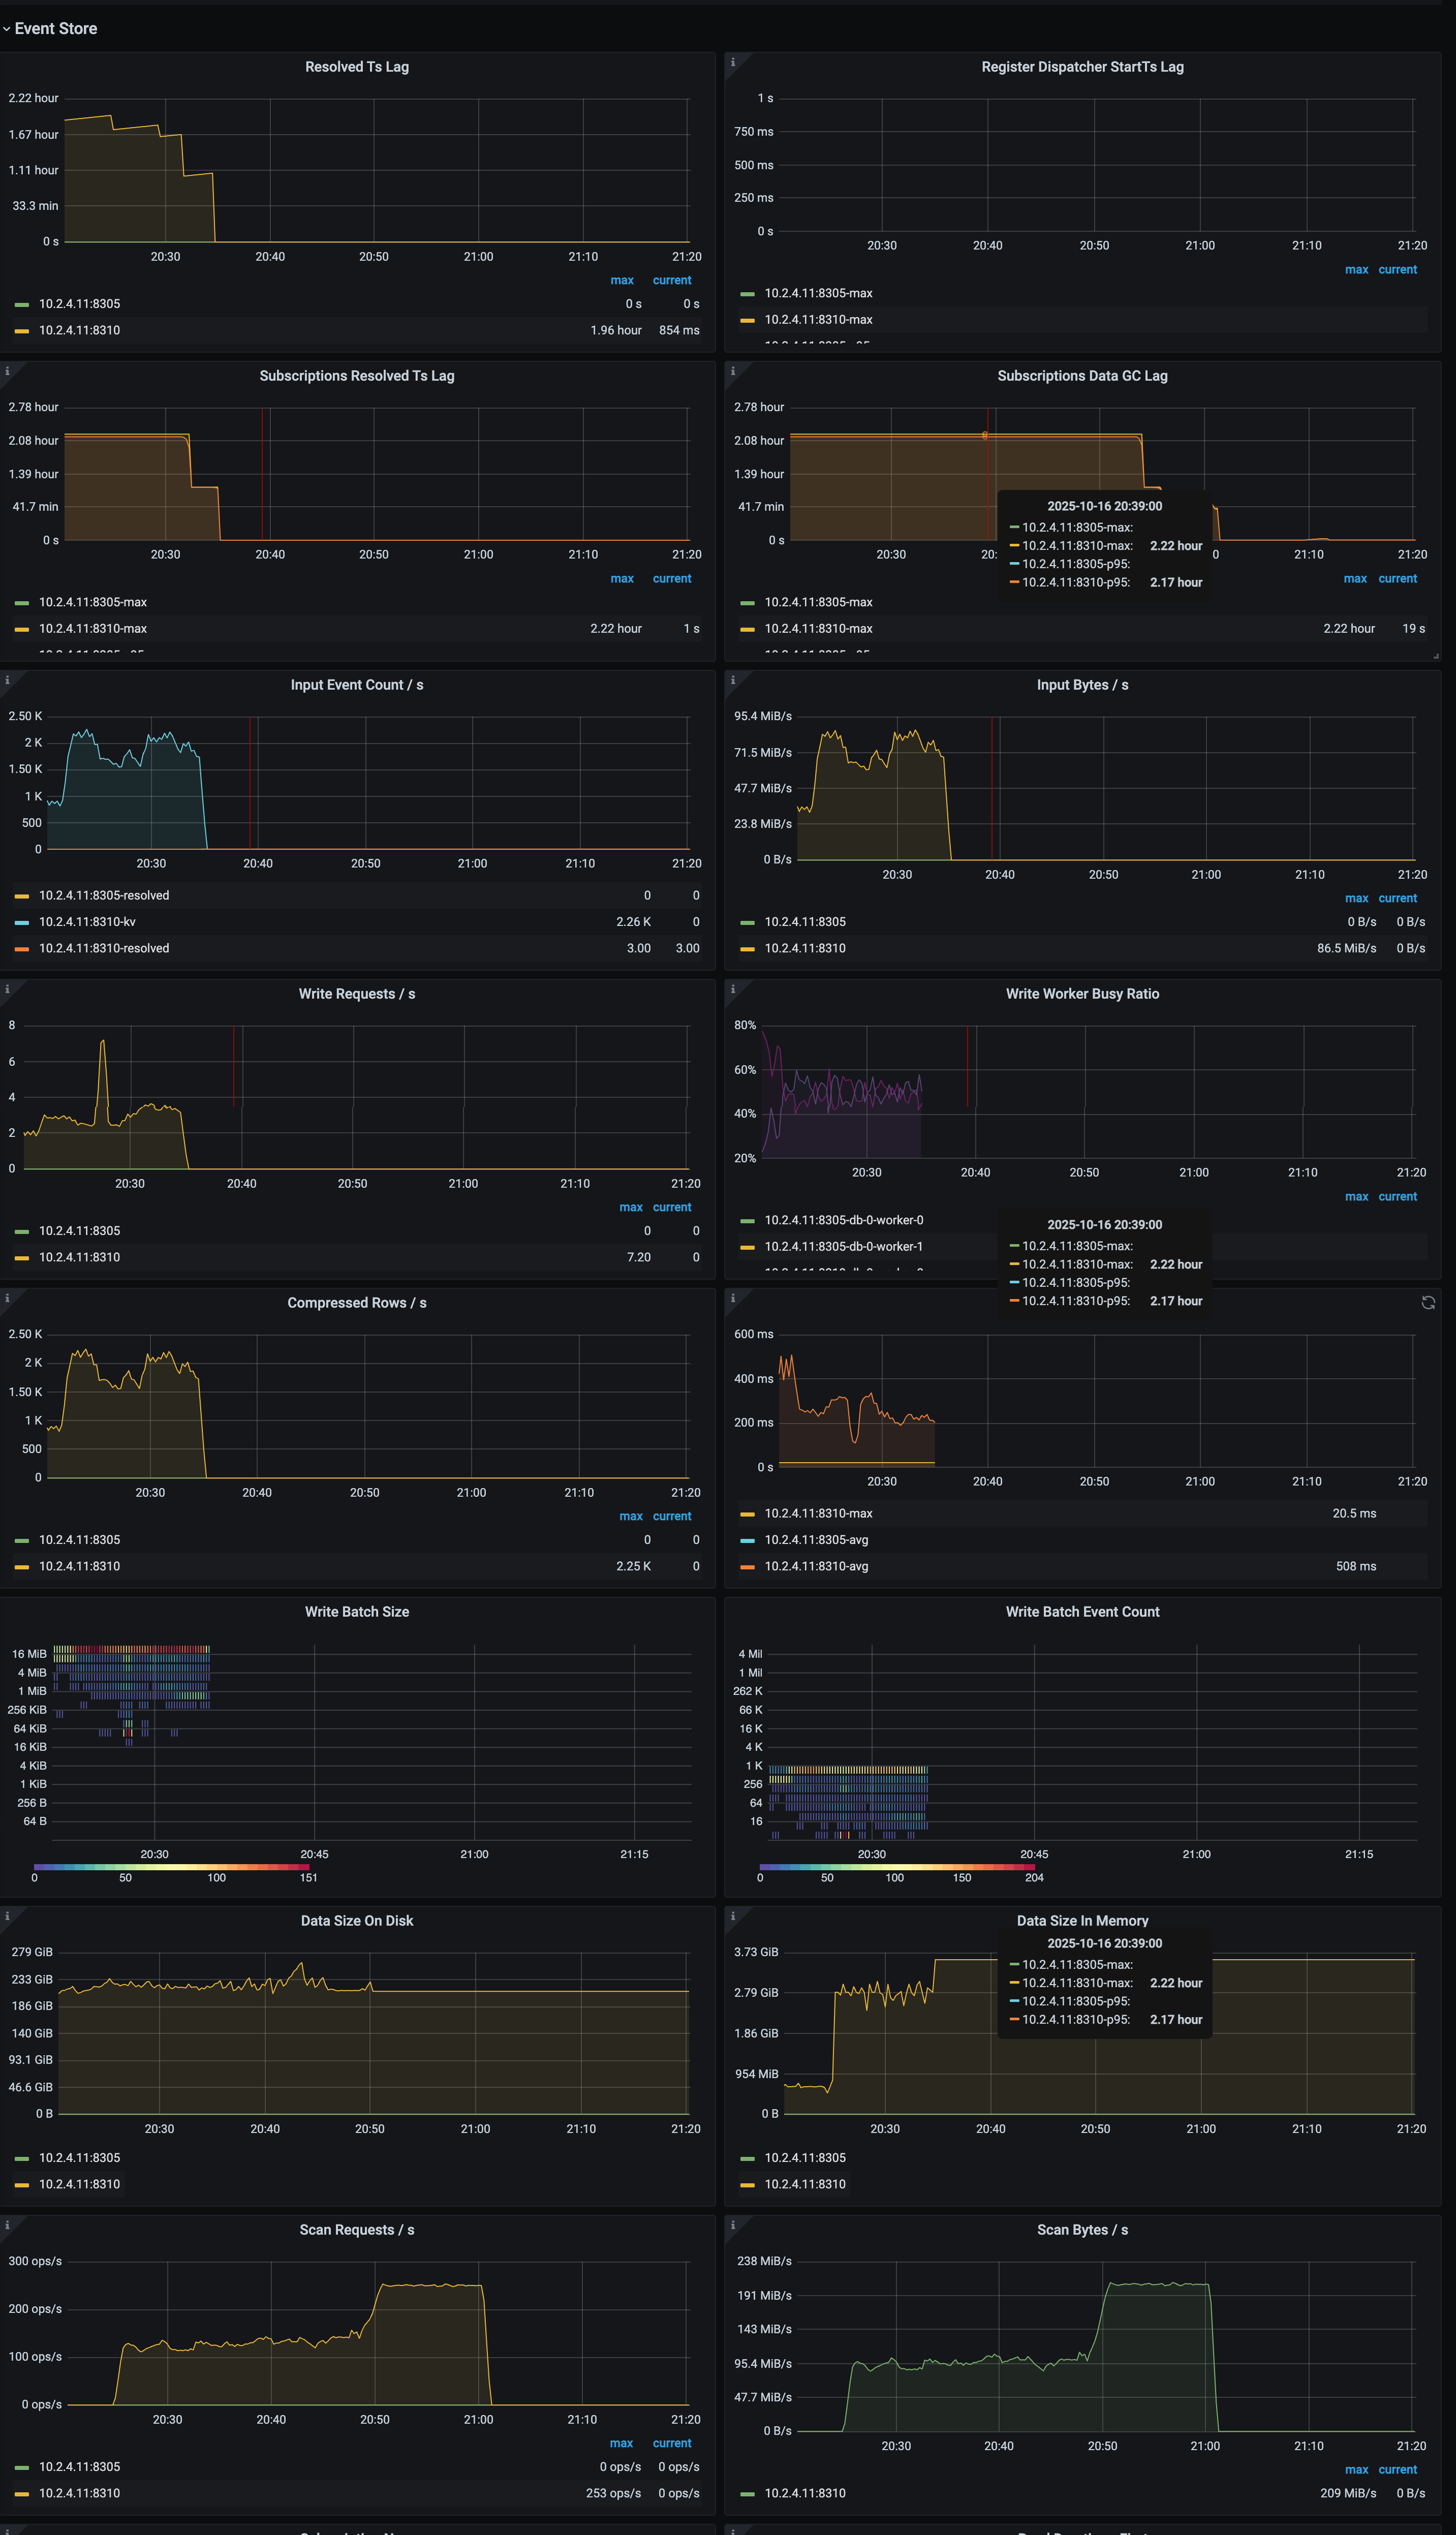 Event Store
Resolved Ts Lag
2.22 hour
1.67 hour
1.11 hour
33.3 min
0 s
20:30 20:40 20:50 21:00 21:10 21:20
max current
10.2.4.11:8305 0 s 0 s
10.2.4.11:8310 1.96 hour 854 ms
Register Dispatcher StartTs Lag
1 s
750 ms
500 ms
250 ms
0 s
20:30 20:40 20:50 21:00 21:10 21:20
max current
10.2.4.11:8305-max
10.2.4.11:8310-max
Subscriptions Resolved Ts Lag
2.78 hour
2.08 hour
1.39 hour
41.7 min
0 s
20:30 20:40 20:50 21:00 21:10 21:20
max current
10.2.4.11:8305-max
10.2.4.11:8310-max 2.22 hour 1 s
Subscriptions Data GC Lag
2.78 hour
2.08 hour
1.39 hour
41.7 min
0 s
20:30 20: 0 21:10 21:20
2025-10-16 20:39:00
10.2.4.11:8305-max:
10.2.4.11:8310-max: 2.22 hour
10.2.4.11:8305-p95:
10.2.4.11:8310-p95: 2.17 hour
max current
10.2.4.11:8305-max
10.2.4.11:8310-max 2.22 hour 19 s
Input Event Count / s
2.50 K
2 K
1.50 K
1 K
500
0
20:30 20:40 20:50 21:00 21:10 21:20
10.2.4.11:8305-resolved 0 0
10.2.4.11:8310-kv 2.26 K 0
10.2.4.11:8310-resolved 3.00 3.00
Input Bytes / s
95.4 MiB/s
71.5 MiB/s
47.7 MiB/s
23.8 MiB/s
0 B/s
20:30 20:40 20:50 21:00 21:10 21:20
max current
10.2.4.11:8305 0 B/s 0 B/s
10.2.4.11:8310 86.5 MiB/s 0 B/s
Write Requests / s
8
6
4
2
0
20:30 20:40 20:50 21:00 21:10 21:20
max current
10.2.4.11:8305 0 0
10.2.4.11:8310 7.20 0
Write Worker Busy Ratio
80%
60%
40%
20%
20:30 20:40 20:50 21:00 21:10 21:20
max current
10.2.4.11:8305-db-0-worker-0
10.2.4.11:8305-db-0-worker-1
2025-10-16 20:39:00
10.2.4.11:8305-max:
10.2.4.11:8310-max: 2.22 hour
10.2.4.11:8305-p95:
10.2.4.11:8310-p95: 2.17 hour
Compressed Rows / s
2.50 K
2 K
1.50 K
1 K
500
0
20:30 20:40 20:50 21:00 21:10 21:20
max current
10.2.4.11:8305 0 0
10.2.4.11:8310 2.25 K 0
600 ms
400 ms
200 ms
0 s
20:30 20:40 20:50 21:00 21:10 21:20
10.2.4.11:8310-max 20.5 ms
10.2.4.11:8305-avg
10.2.4.11:8310-avg 508 ms
Write Batch Size
16 MiB
4 MiB
1 MiB
256 KiB
64 KiB
16 KiB
4 KiB
1 KiB
256 B
64 B
20:30 20:45 21:00 21:15
0 50 100 151
Write Batch Event Count
4 Mil
1 Mil
262 K
66 K
16 K
4 K
1 K
256
64
16
20:30 20:45 21:00 21:15
0 50 100 150 204
Data Size On Disk
279 GiB
233 GiB
186 GiB
140 GiB
93.1 GiB
46.6 GiB
0 B
20:30 20:40 20:50 21:00 21:10 21:20
10.2.4.11:8305
10.2.4.11:8310
Data Size In Memory
3.73 GiB
2.79 GiB
1.86 GiB
954 MiB
0 B
2025-10-16 20:39:00
10.2.4.11:8305-max:
10.2.4.11:8310-max: 2.22 hour
10.2.4.11:8305-p95:
10.2.4.11:8310-p95: 2.17 hour
20:30 20:40 20:50 21:00 21:10 21:20
10.2.4.11:8305
10.2.4.11:8310
Scan Requests / s
300 ops/s
200 ops/s
100 ops/s
0 ops/s
20:30 20:40 20:50 21:00 21:10 21:20
max current
10.2.4.11:8305 0 ops/s 0 ops/s
10.2.4.11:8310 253 ops/s 0 ops/s
Scan Bytes / s
238 MiB/s
191 MiB/s
143 MiB/s
95.4 MiB/s
47.7 MiB/s
0 B/s
20:30 20:40 20:50 21:00 21:10 21:20
max current
10.2.4.11:8310 209 MiB/s 0 B/s